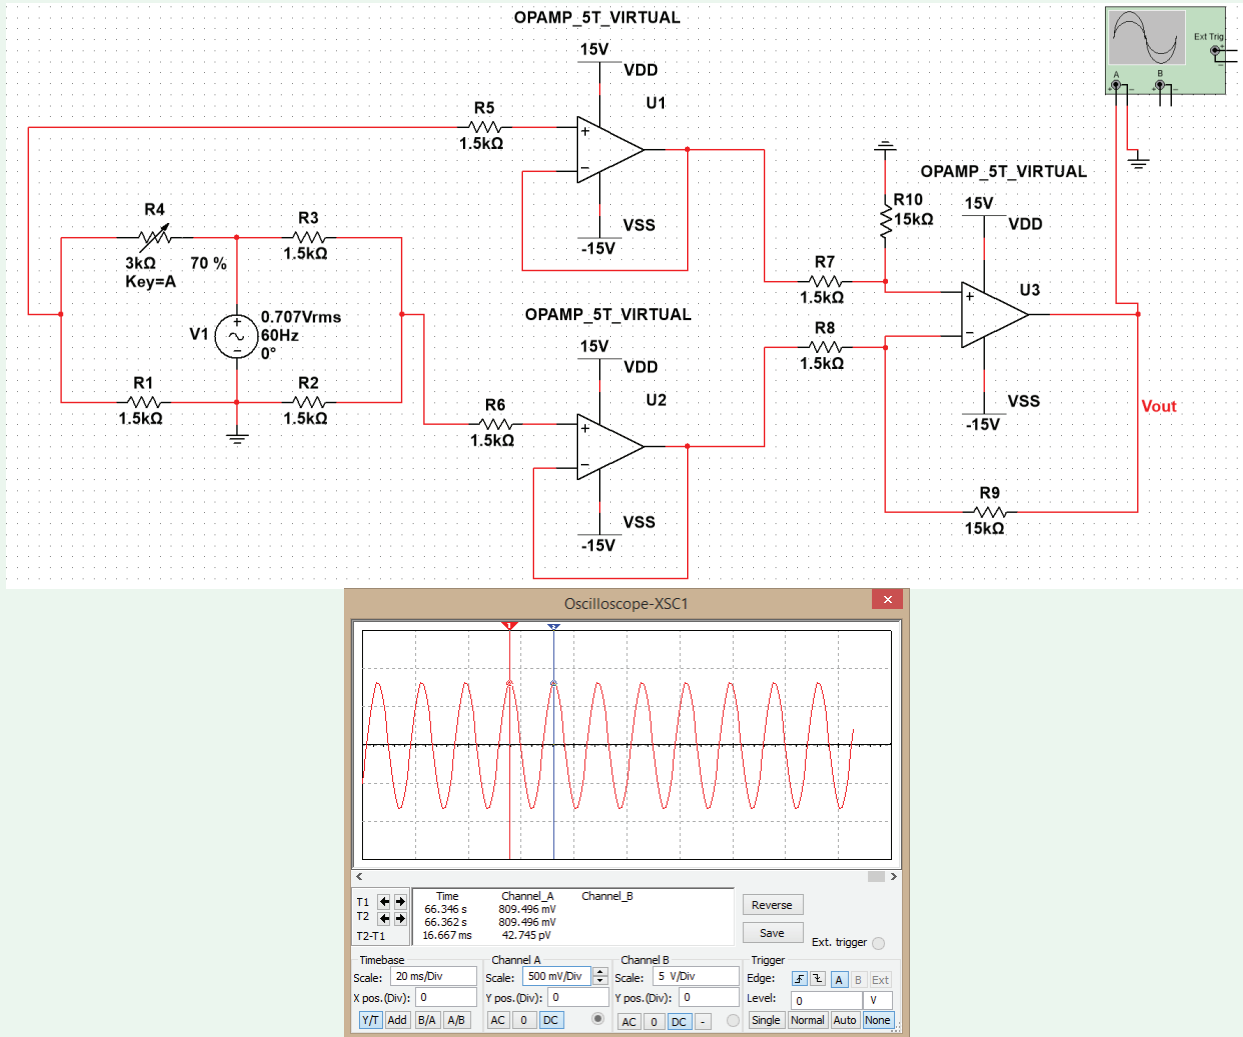 OPAMP_5T_VIRTUAL
15V
VDD
U1
R5
1.5kΩ
+
−
VSS
-15V
R4
3kΩ
70 %
Key=A
R3
1.5kΩ
V1
+
−
0.707Vrms
60Hz
0°
R1
1.5kΩ
R2
1.5kΩ
OPAMP_5T_VIRTUAL
15V
VDD
U2
R6
1.5kΩ
+
−
VSS
-15V
R7
1.5kΩ
R8
1.5kΩ
R10
15kΩ
OPAMP_5T_VIRTUAL
15V
VDD
U3
+
−
VSS
-15V
R9
15kΩ
Vout
Ext Trig
+
−
A
B
+ −
+ −
Oscilloscope-XSC1
1
2
Time Channel_A Channel_B
T1 66.346 s 809.496 mV
T2 66.362 s 809.496 mV
T2-T1 16.667 ms 42.745 pV
Reverse
Save
Ext. trigger
Timebase
Scale: 20 ms/Div
X pos.(Div): 0
Y/T Add B/A A/B
Channel A
Scale: 500 mV/Div
Y pos.(Div): 0
AC 0 DC
Channel B
Scale: 5 V/Div
Y pos.(Div): 0
AC 0 DC -
Trigger
Edge: A B Ext
Level: 0 V
Single Normal Auto None